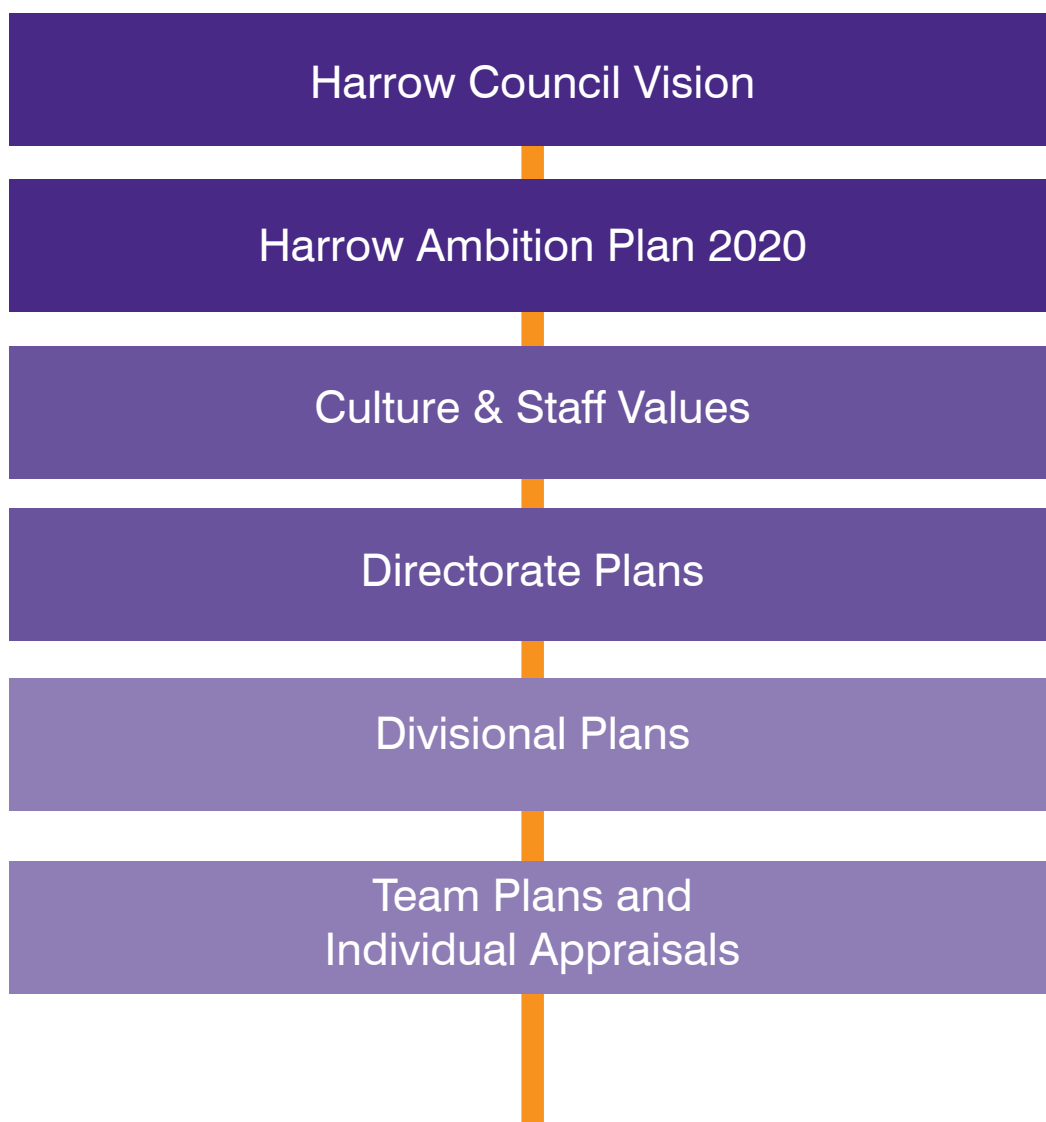 Harrow Council Vision
Harrow Ambition Plan 2020
Culture & Staff Values
Directorate Plans
Divisional Plans
Team Plans and
Individual Appraisals